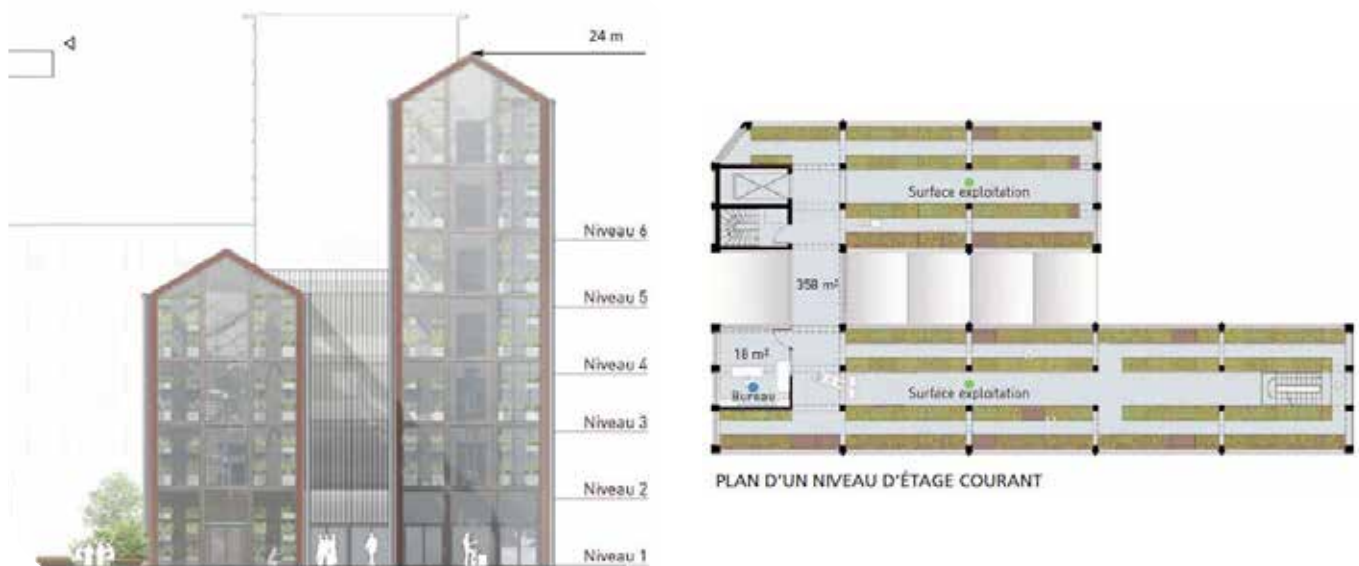 24 m
Niveau 6
Niveau 5
Niveau 4
Niveau 3
Niveau 2
Niveau 1
Surface exploitation
358 m²
18 m²
Bureau
Surface exploitation
PLAN D'UN NIVEAU D'ÉTAGE COURANT